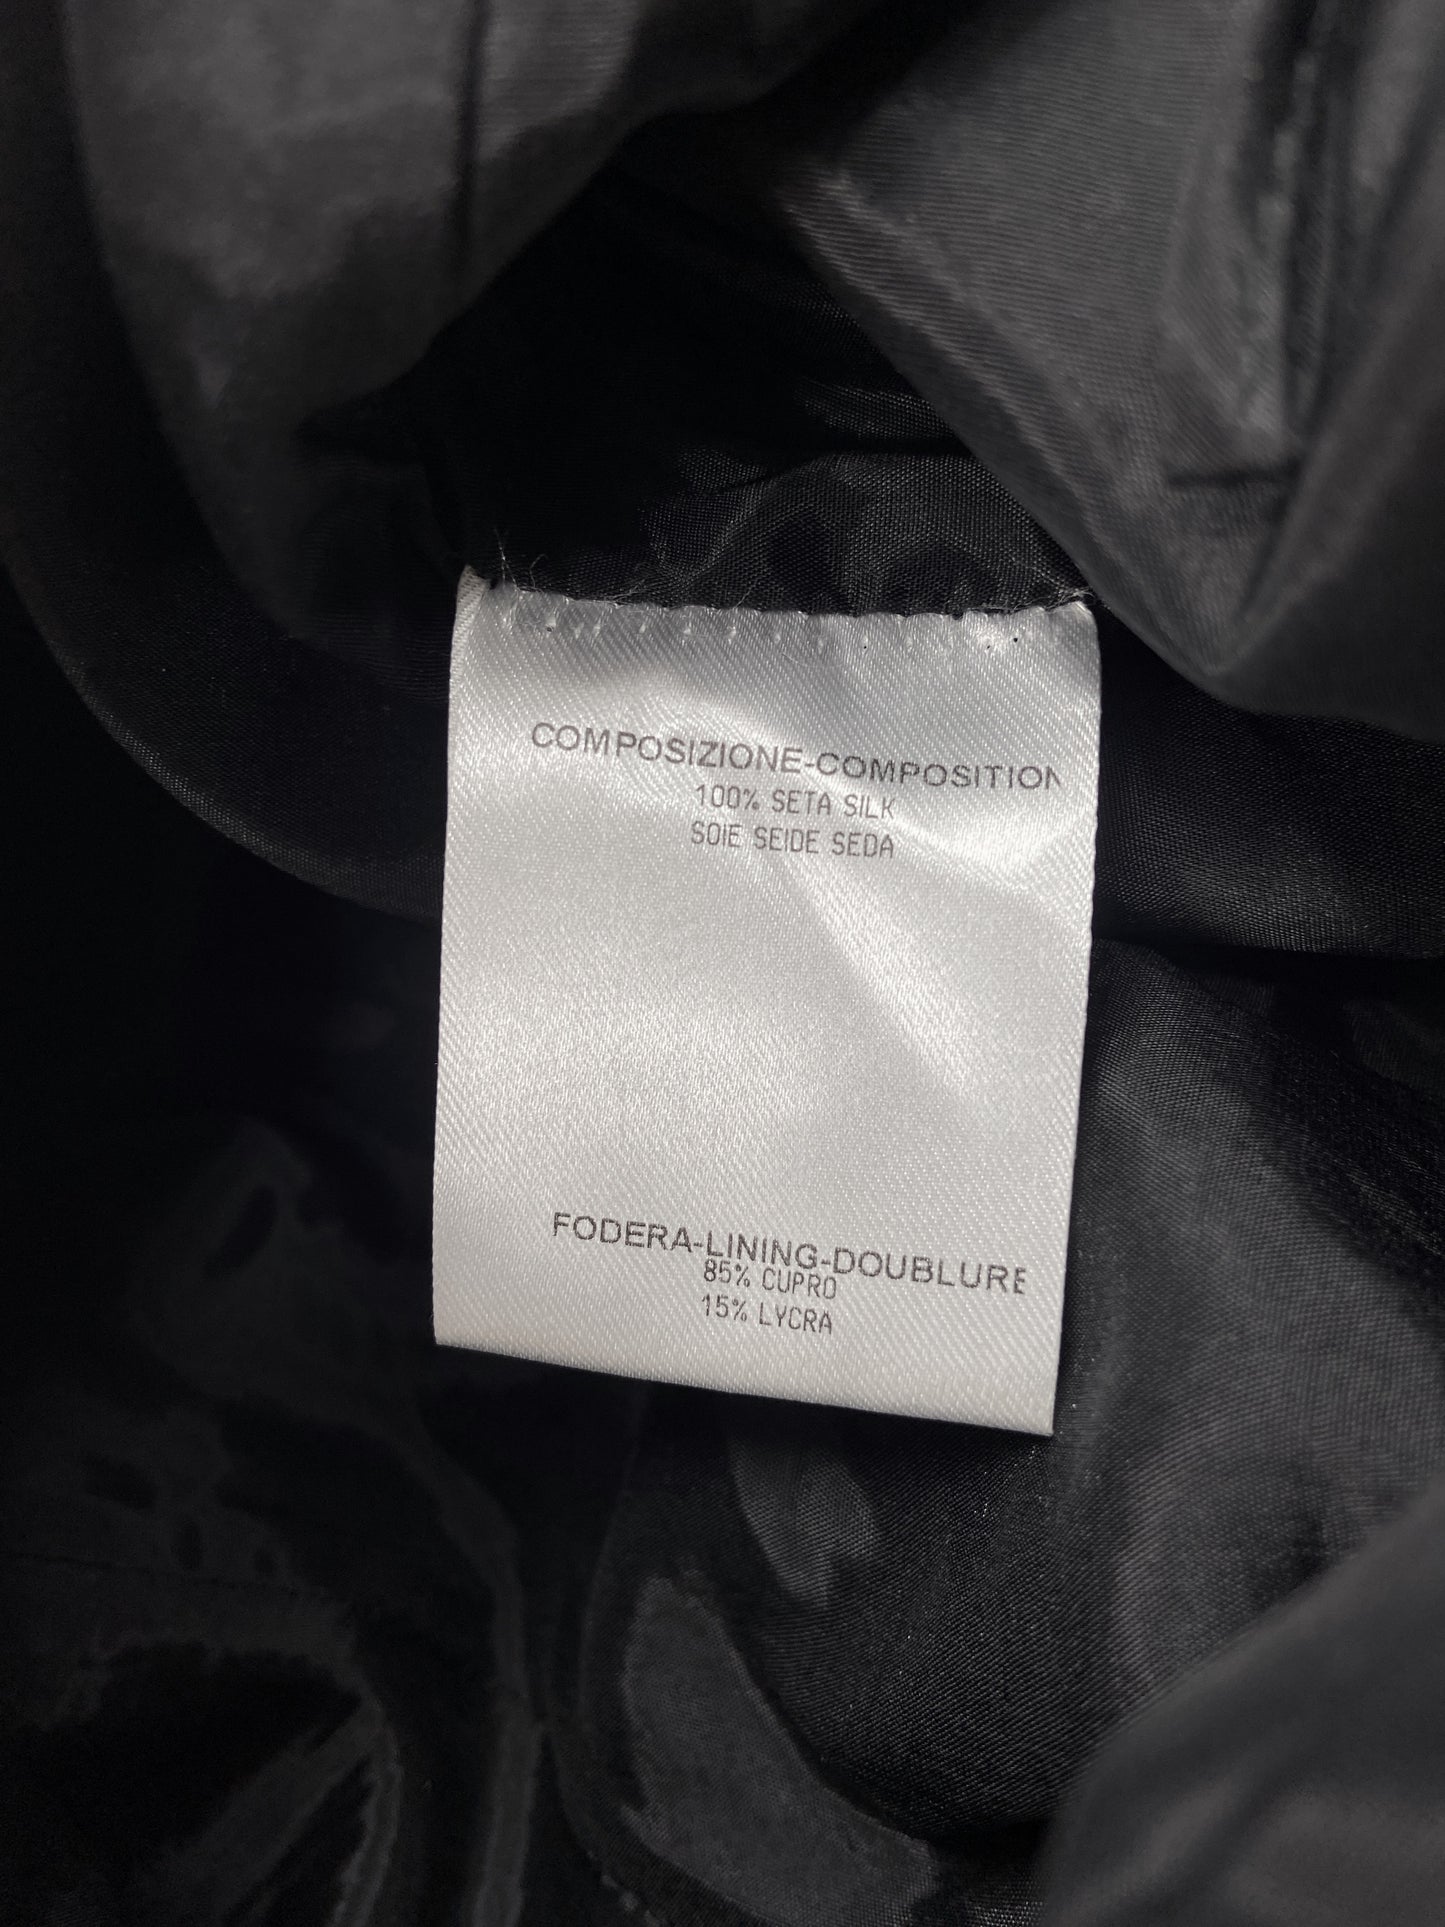 COMPOSIZIONE-COMPOSITION
100% SETA SILK
SOIE SEIDE SEDA
FODERA-LINING-DOUBLURE
85% CUPRO
15% LYCRA